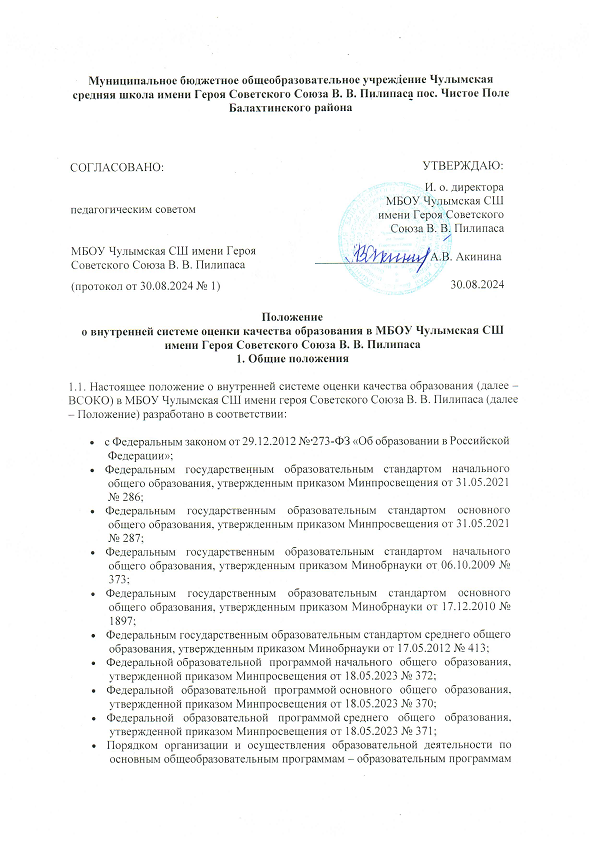 Муниципальное бюджетное общеобразовательное учреждение Чулымская
средняя школа имени Героя Советского Союза В. В. Пилипаса пос. Чистое Поле
Балахтинского района
СОГЛАСОВАНО:
УТВЕРЖДАЮ:
педагогическим советом
И. о. директора
МБОУ Чулымская СШ
имени Героя Советского
Союза В. В. Пилипаса
МБОУ Чулымская СШ имени Героя
Советского Союза В. В. Пилипаса
А.В. Акинина
(протокол от 30.08.2024 № 1)
30.08.2024
Положение
о внутренней системе оценки качества образования в МБОУ Чулымская СШ
имени Героя Советского Союза В. В. Пилипаса
1. Общие положения
1.1. Настоящее положение о внутренней системе оценки качества образования (далее –
ВСОКО) в МБОУ Чулымская СШ имени героя Советского Союза В. В. Пилипаса (далее
– Положение) разработано в соответствии:
• с Федеральным законом от 29.12.2012 № 273-ФЗ «Об образовании в Российской
Федерации»;
• Федеральным государственным образовательным стандартом начального
общего образования, утвержденным приказом Минпросвещения от 31.05.2021
№ 286;
• Федеральным государственным образовательным стандартом основного
общего образования, утвержденным приказом Минпросвещения от 31.05.2021
№ 287;
• Федеральным государственным образовательным стандартом начального
общего образования, утвержденным приказом Минобрнауки от 06.10.2009 №
373;
• Федеральным государственным образовательным стандартом основного
общего образования, утвержденным приказом Минобрнауки от 17.12.2010 №
1897;
• Федеральным государственным образовательным стандартом среднего общего
образования, утвержденным приказом Минобрнауки от 17.05.2012 № 413;
• Федеральной образовательной программой начального общего образования,
утвержденной приказом Минпросвещения от 18.05.2023 № 372;
• Федеральной образовательной программой основного общего образования,
утвержденной приказом Минпросвещения от 18.05.2023 № 370;
• Федеральной образовательной программой среднего общего образования,
утвержденной приказом Минпросвещения от 18.05.2023 № 371;
• Порядком организации и осуществления образовательной деятельности по
основным общеобразовательным программам – образовательным программам